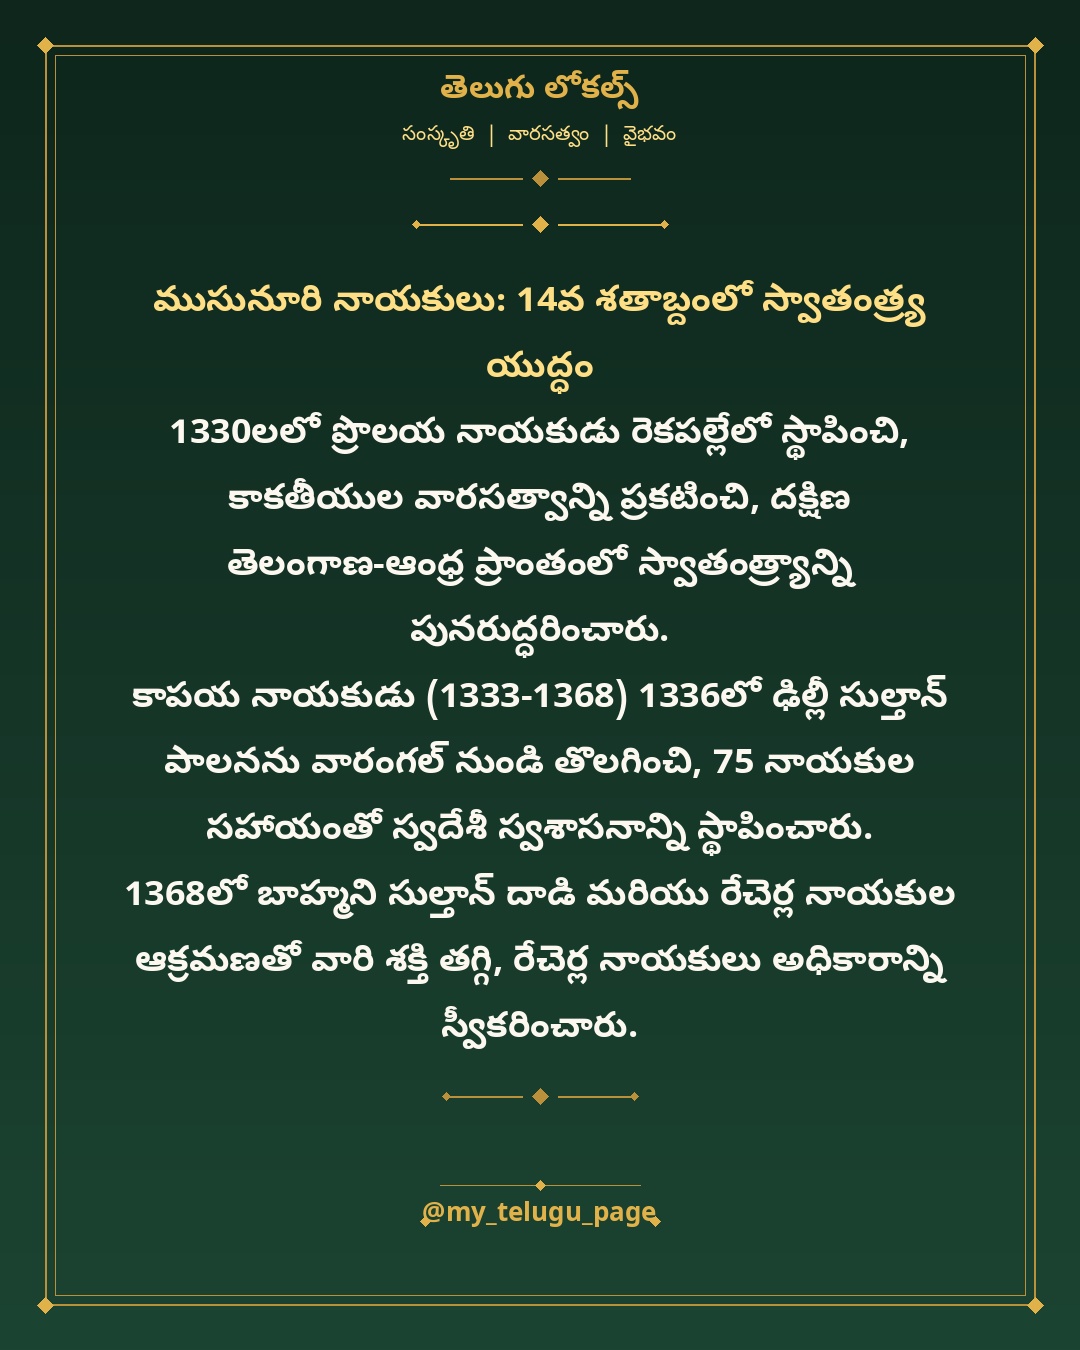 తెలుగు లోకల్స్
సంస్కృతి | వారసత్వం | వైభవం
ముసునూరి నాయకులు: 14వ శతాబ్దంలో స్వాతంత్ర్య
యుద్ధం
1330లలో ప్రొలయ నాయకుడు రెకపల్లేలో స్థాపించి,
కాకతీయుల వారసత్వాన్ని ప్రకటించి, దక్షిణ
తెలంగాణ-ఆంధ్ర ప్రాంతంలో స్వాతంత్ర్యాన్ని
పునరుద్ధరించారు.
కాపయ నాయకుడు (1333-1368) 1336లో ఢిల్లీ సుల్తాన్
పాలనను వారంగల్ నుండి తొలగించి, 75 నాయకుల
సహాయంతో స్వదేశీ స్వశాసనాన్ని స్థాపించారు.
1368లో బాహ్మని సుల్తాన్ దాడి మరియు రేచెర్ల నాయకుల
ఆక్రమణతో వారి శక్తి తగ్గి, రేచెర్ల నాయకులు అధికారాన్ని
స్వీకరించారు.
@my_telugu_page